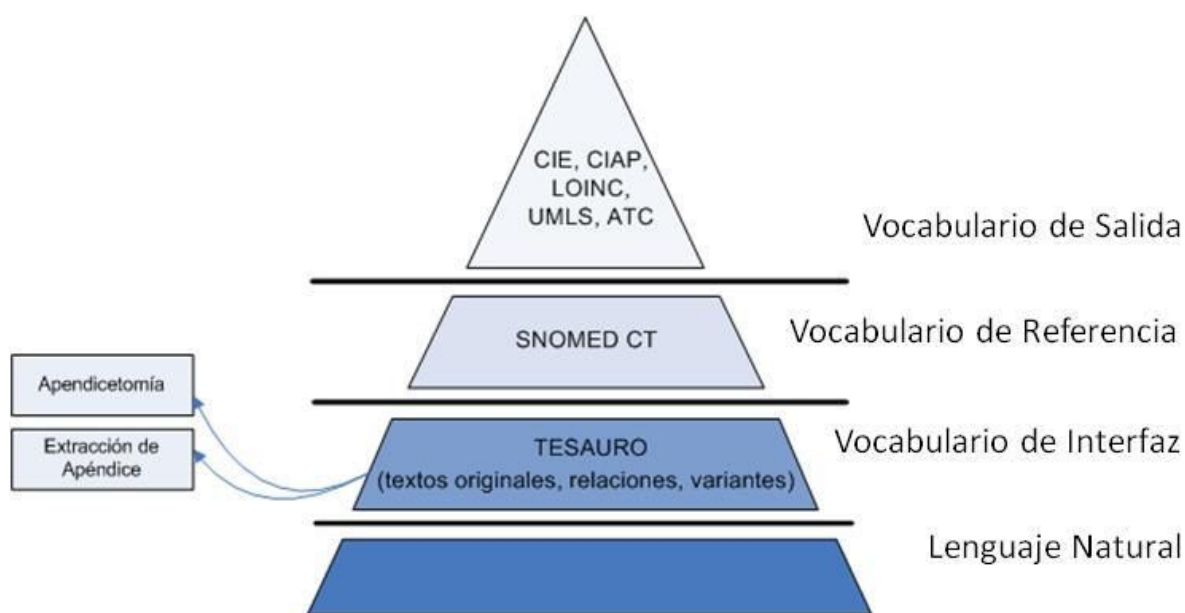 CIE, CIAP,
LOINC,
UMLS, ATC
Vocabulario de Salida
SNOMED CT
Vocabulario de Referencia
Apendicetomía
Extracción de
Apéndice
TESAURO
(textos originales, relaciones, variantes)
Vocabulario de Interfaz
Lenguaje Natural